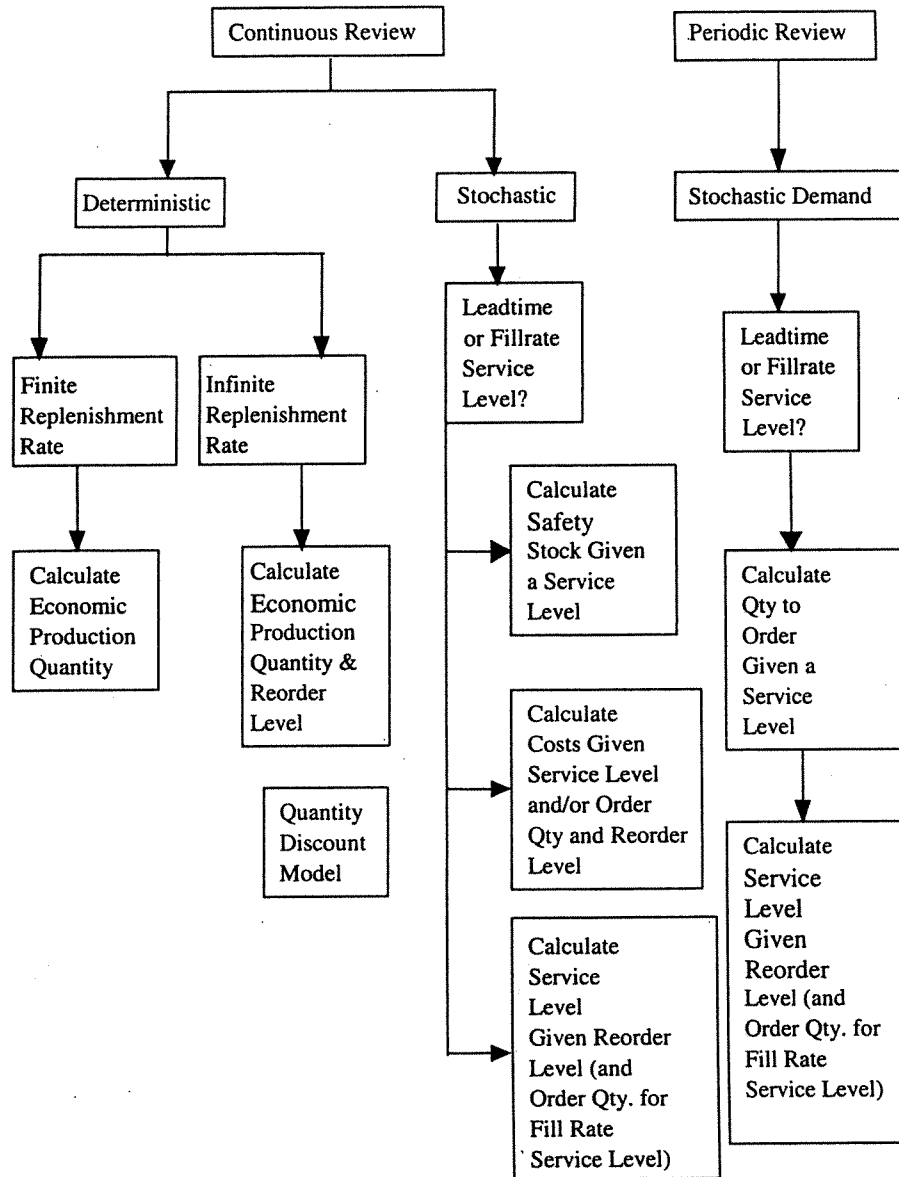 Continuous Review
Periodic Review
Deterministic
Stochastic
Stochastic Demand
Finite
Replenishment
Rate
Infinite
Replenishment
Rate
Leadtime
or Fillrate
Service
Level?
Leadtime
or Fillrate
Service
Level?
Calculate
Economic
Production
Quantity
Calculate
Economic
Production
Quantity &
Reorder
Level
Quantity
Discount
Model
Calculate
Safety
Stock Given
a Service
Level
Calculate
Costs Given
Service Level
and/or Order
Qty and Reorder
Level
Calculate
Service
Level
Given Reorder
Level (and
Order Qty. for
Fill Rate
Service Level)
Calculate
Qty to
Order
Given a
Service
Level
Calculate
Service
Level
Given
Reorder
Level (and
Order Qty. for
Fill Rate
Service Level)